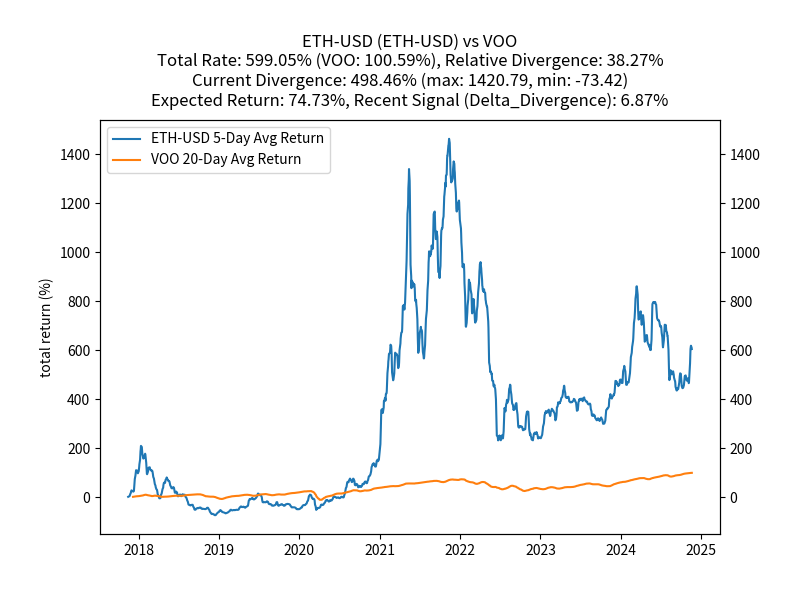 ETH-USD (ETH-USD) vs VOO
Total Rate: 599.05% (VOO: 100.59%), Relative Divergence: 38.27%
Current Divergence: 498.46% (max: 1420.79, min: -73.42)
Expected Return: 74.73%, Recent Signal (Delta_Divergence): 6.87%
ETH-USD 5-Day Avg Return
VOO 20-Day Avg Return
total return (%)
1400 1400
1200 1200
1000 1000
800 800
600 600
400 400
200 200
0 0
2018 2019 2020 2021 2022 2023 2024 2025